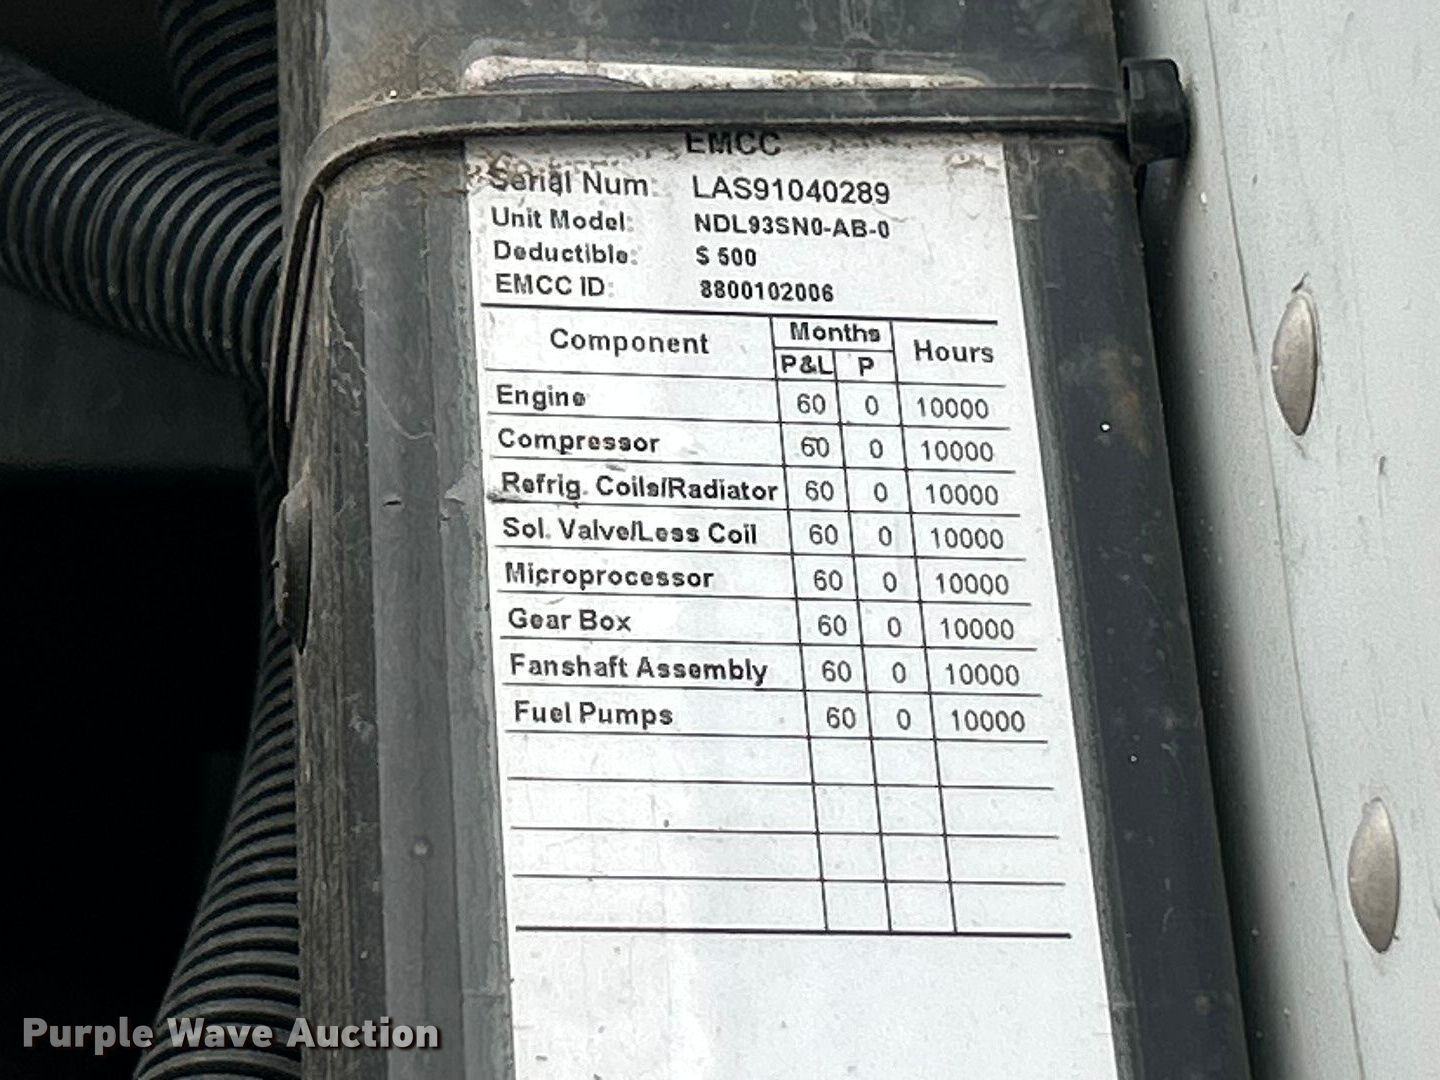 EMCC
Serial Num: LAS91040289
Unit Model: NDL93SN0-AB-0
Deductible: $ 500
EMCC ID: 8800102006
Component Months Hours
P&L P
Engine 60 0 10000
Compressor 60 0 10000
Refrig. Coils/Radiator 60 0 10000
Sol. Valve/Less Coil 60 0 10000
Microprocessor 60 0 10000
Gear Box 60 0 10000
Fanshaft Assembly 60 0 10000
Fuel Pumps 60 0 10000
Purple Wave Auction